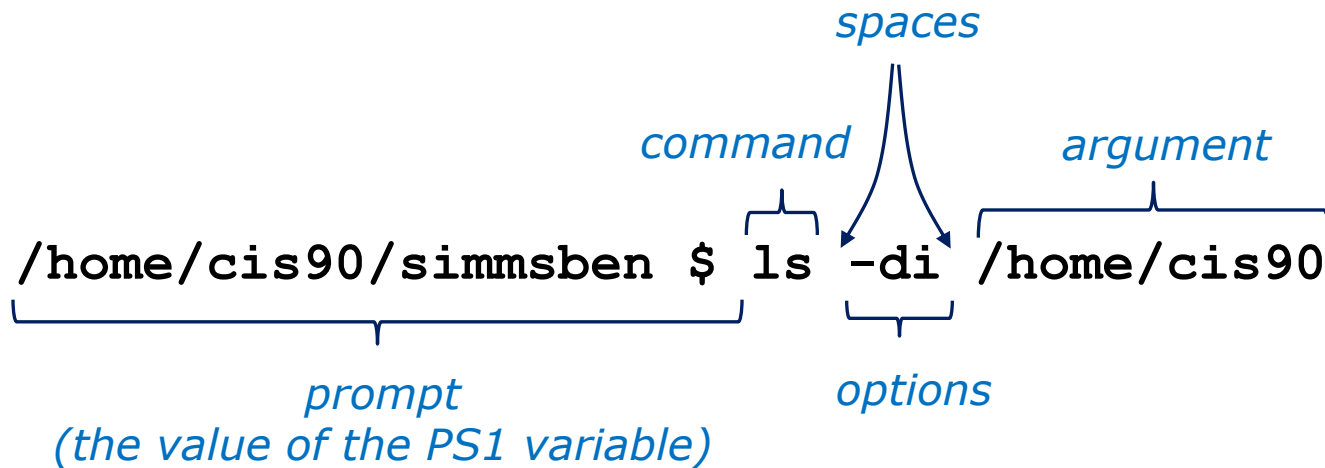 spaces
command argument
/home/cis90/simmsben $ ls -di /home/cis90
prompt options
(the value of the PS1 variable)